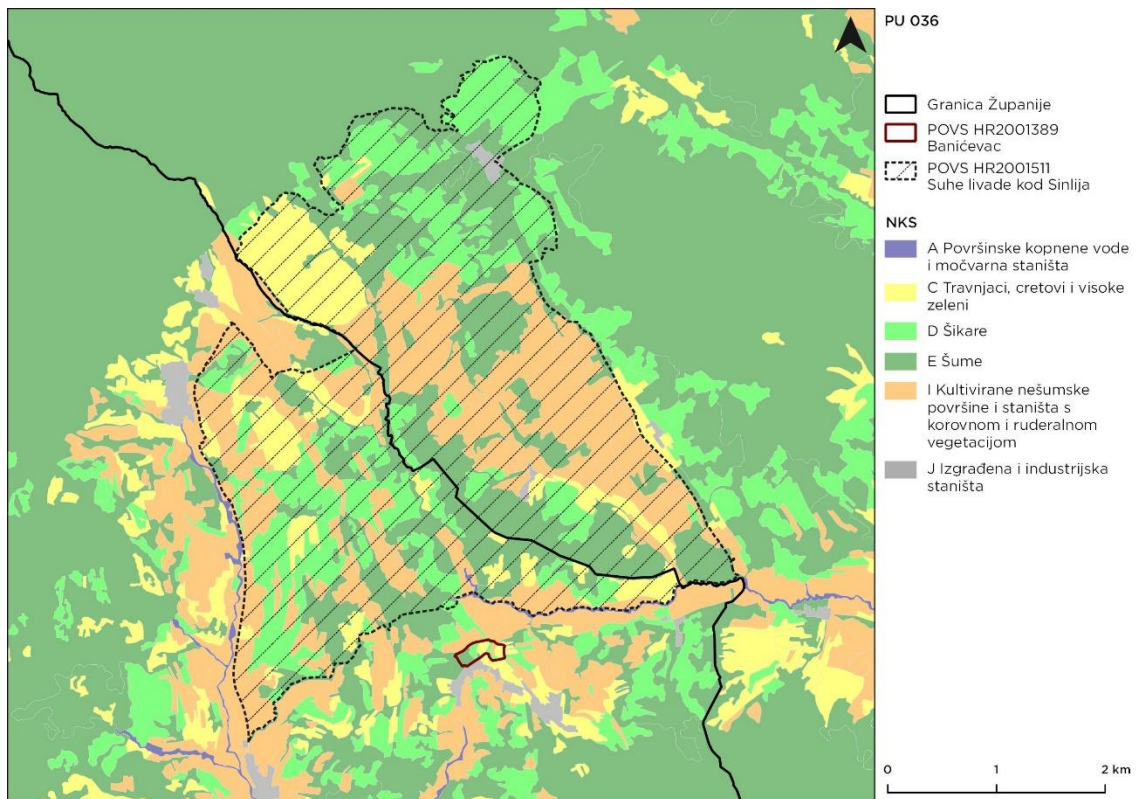 PU 036
Granica Županije
POVS HR2001389
Banićevac
POVS HR2001511
Suhe livade kod Sinlija
NKS
A Površinske kopnene vode
i močvarna staništa
C Travnjaci, cretovi i visoke
zeleni
D Šikare
E Šume
I Kultivirane nešumske
površine i staništa s
korovnom i ruderalnom
vegetacijom
J Izgrađena i industrijska
staništa
0 1 2 km